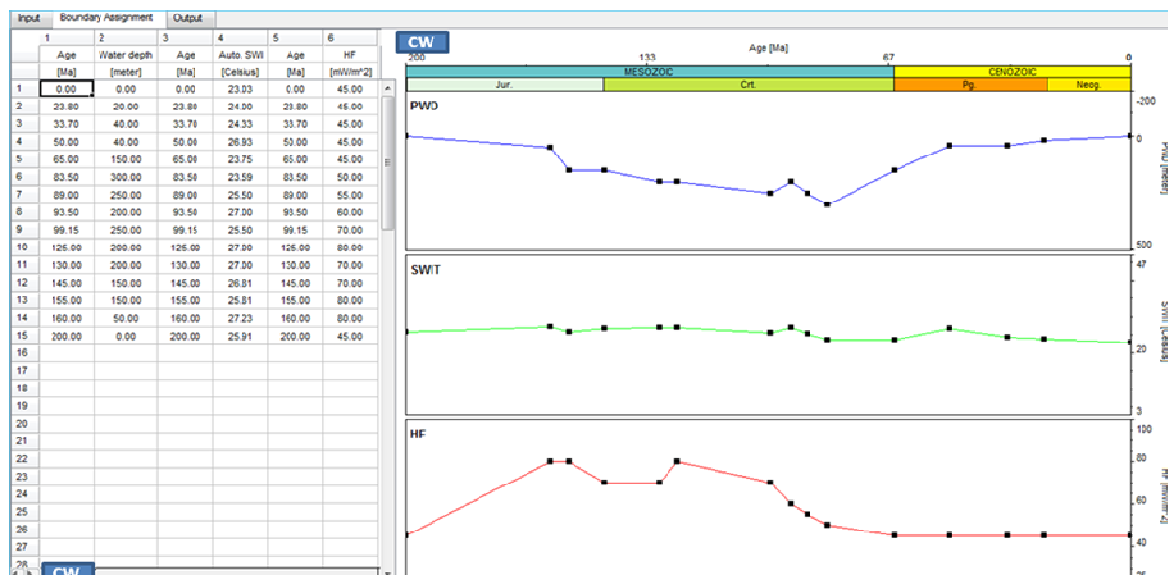 Input Boundary Assignment Output
1 2 3 4 5 6
Age Water depth Age Auto. SWI Age HF
[Ma] [meter] [Ma] [Celsius] [Ma] [mW/m^2]
1 0.00 0.00 0.00 23.03 0.00 45.00
2 23.80 20.00 23.80 24.00 23.80 45.00
3 33.70 40.00 33.70 24.33 33.70 45.00
4 50.00 40.00 50.00 26.93 50.00 45.00
5 65.00 150.00 65.00 23.75 65.00 45.00
6 83.50 300.00 83.50 23.59 83.50 50.00
7 89.00 250.00 89.00 25.50 89.00 55.00
8 93.50 200.00 93.50 27.00 93.50 60.00
9 99.15 250.00 99.15 25.50 99.15 70.00
10 125.00 200.00 125.00 27.00 125.00 80.00
11 130.00 200.00 130.00 27.00 130.00 70.00
12 145.00 150.00 145.00 26.81 145.00 70.00
13 155.00 150.00 155.00 25.81 155.00 80.00
14 160.00 50.00 160.00 27.23 160.00 80.00
15 200.00 0.00 200.00 25.91 200.00 45.00
16
17
18
19
20
21
22
23
24
25
26
27
28
CW
CW
Age [Ma]
200 133 67 0
MESOZOIC CENOZOIC
Jur. Crt. Pg. Neog.
PWD
-200
0
500
PWD [meter]
SWIT
47
20
3
SWIT [Celsius]
HF
100
80
60
40
HF [mW/m^2]